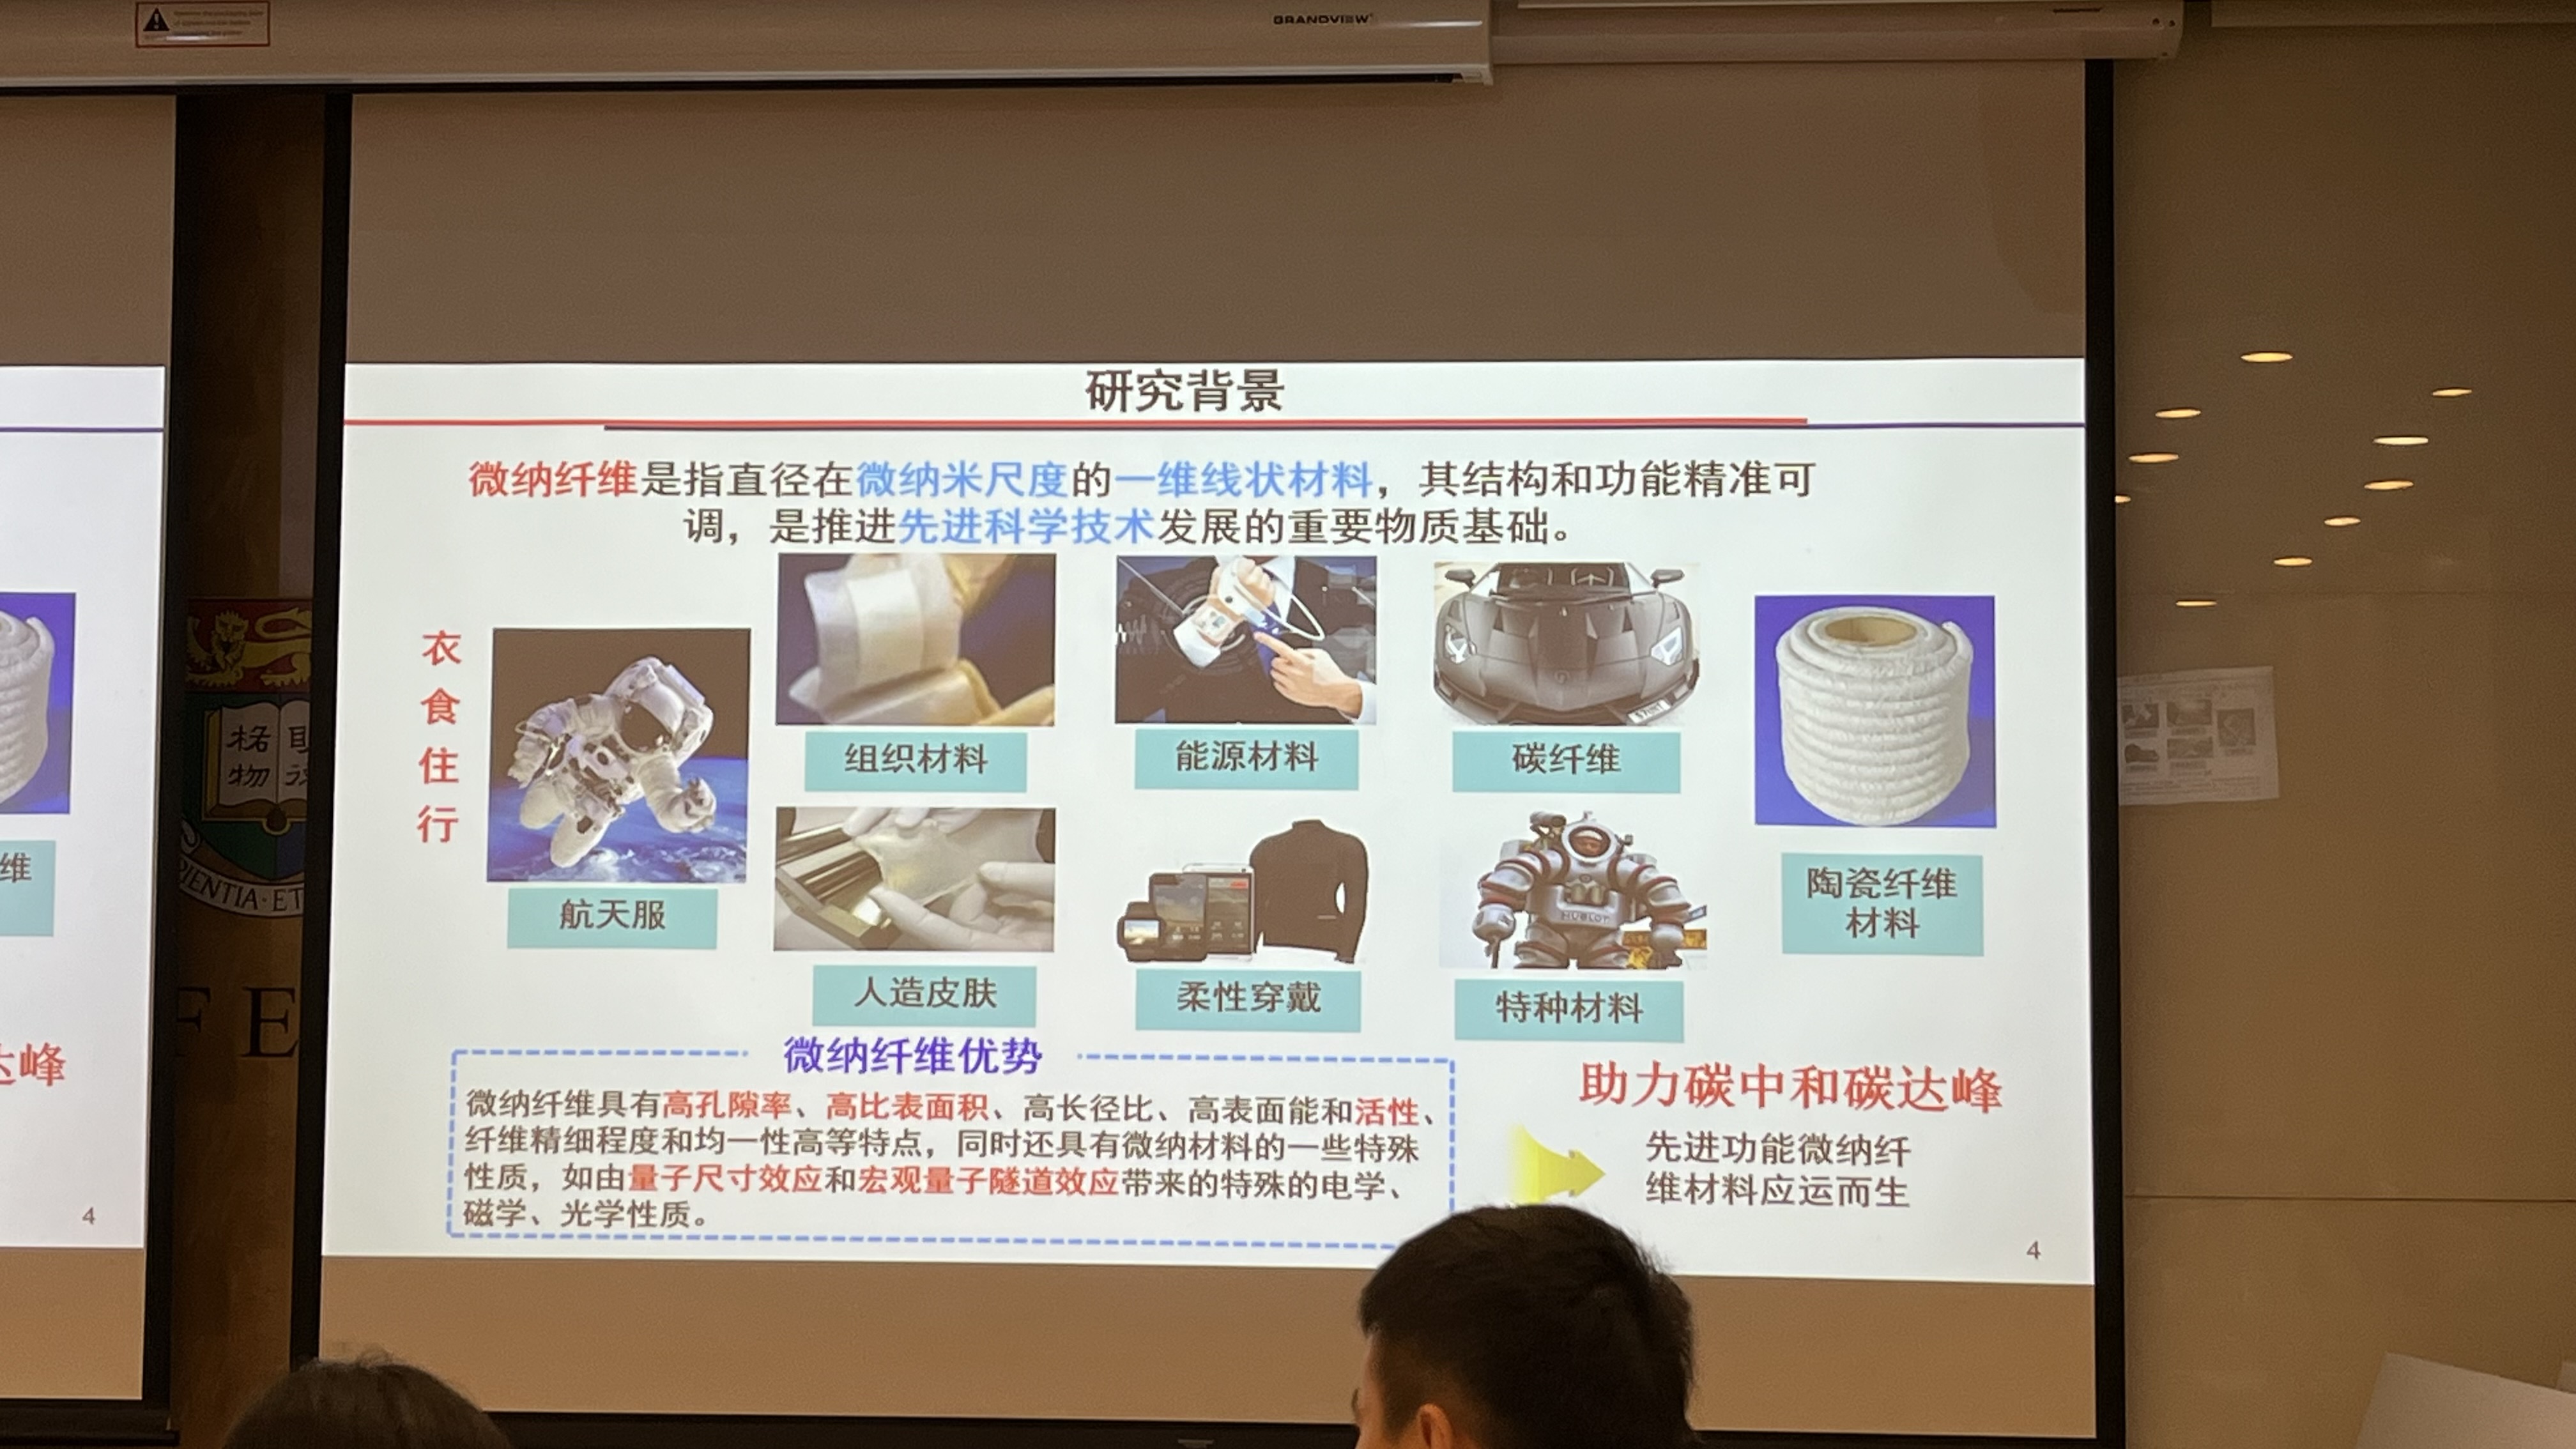 GRANDVIEW
研究背景
微纳纤维是指直径在微纳米尺度的一维线状材料，其结构和功能精准可
调，是推进先进科学技术发展的重要物质基础。
衣
食
住
行
航天服
组织材料
能源材料
碳纤维
陶瓷纤维
材料
人造皮肤
柔性穿戴
HUBLOT
特种材料
微纳纤维优势
微纳纤维具有高孔隙率、高比表面积、高长径比、高表面能和活性、
纤维精细程度和均一性高等特点，同时还具有微纳材料的一些特殊
性质，如由量子尺寸效应和宏观量子隧道效应带来的特殊的电学、
磁学、光学性质。
助力碳中和碳达峰
先进功能微纳纤
维材料应运而生
4
维
达峰
4
格
物
PIENTIA·ET
F E